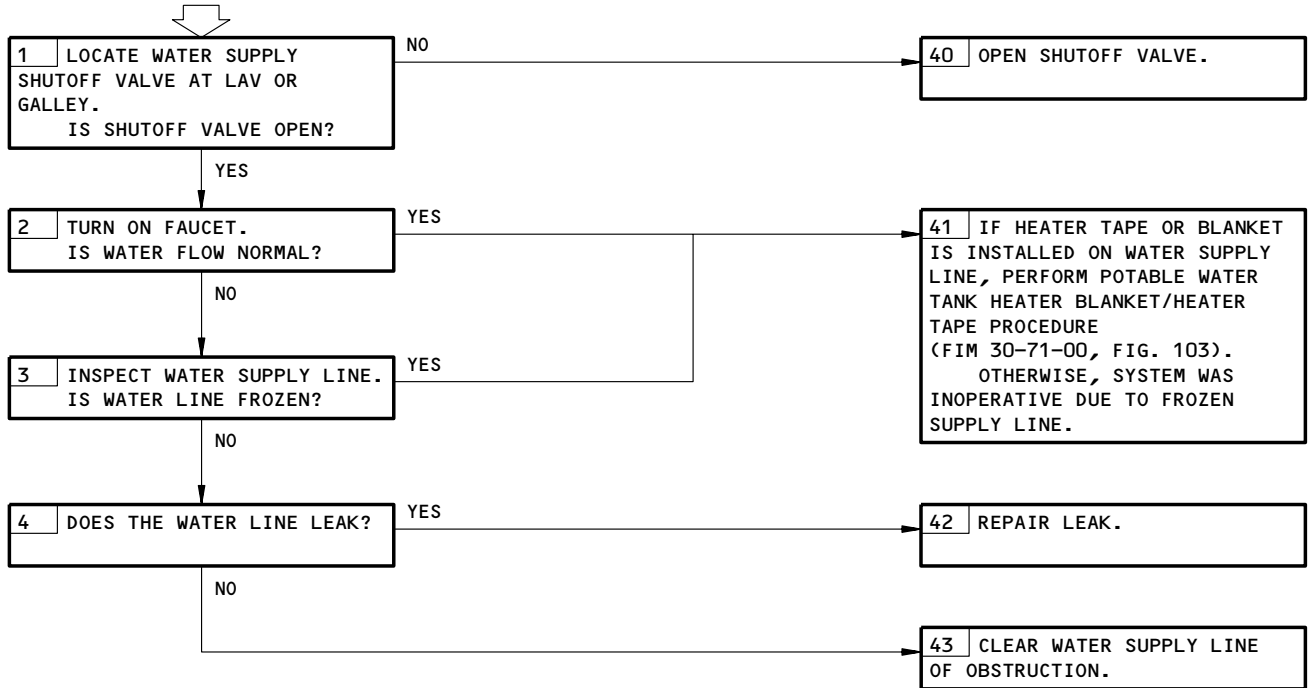 1 LOCATE WATER SUPPLY
SHUTOFF VALVE AT LAV OR
GALLEY.
IS SHUTOFF VALVE OPEN?
NO
40 OPEN SHUTOFF VALVE.
YES
2 TURN ON FAUCET.
IS WATER FLOW NORMAL?
YES
41 IF HEATER TAPE OR BLANKET
IS INSTALLED ON WATER SUPPLY
LINE, PERFORM POTABLE WATER
TANK HEATER BLANKET/HEATER
TAPE PROCEDURE
(FIM 30-71-00, FIG. 103).
OTHERWISE, SYSTEM WAS
INOPERATIVE DUE TO FROZEN
SUPPLY LINE.
NO
3 INSPECT WATER SUPPLY LINE.
IS WATER LINE FROZEN?
YES
NO
4 DOES THE WATER LINE LEAK?
YES
42 REPAIR LEAK.
NO
43 CLEAR WATER SUPPLY LINE
OF OBSTRUCTION.